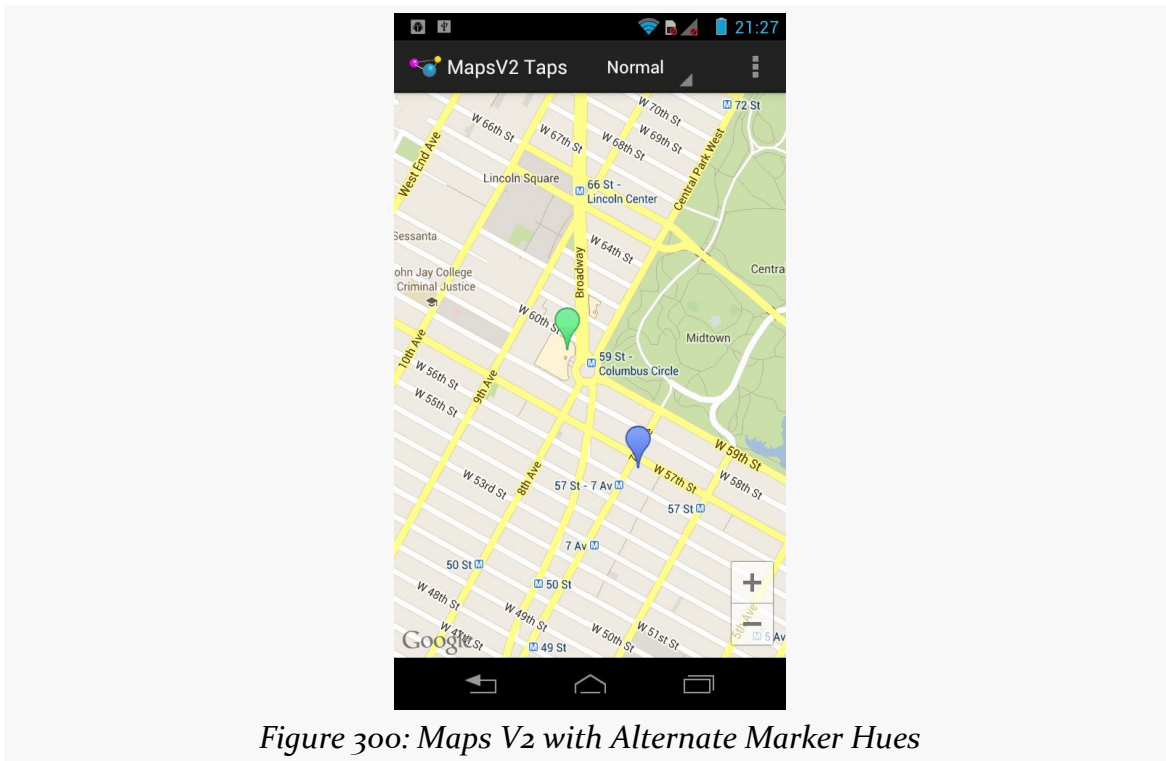 21:27
MapsV2 Taps
Normal
72 St
W 70th St
W 66th St
W 67th St
W 69th St
W 68th St
West End Ave
Central Park West
Lincoln Square
66 St -
Lincoln Center
Sessanta
W 64th St
Broadway
Centra
ohn Jay College
Criminal Justice
W 60th St
Midtown
10th Ave
59 St -
Columbus Circle
W 56th St
9th Ave
W 55th St
W 59th St
W 57th St
8th Ave
W 53rd St
W 58th St
57 St - 7 Av
57 St
7 Av
50 St
50 St
W 48th St
W 49th St
5th Ave
W 50th St
W 51st St
5 Av
Google
49 St
Figure 300: Maps V2 with Alternate Marker Hues